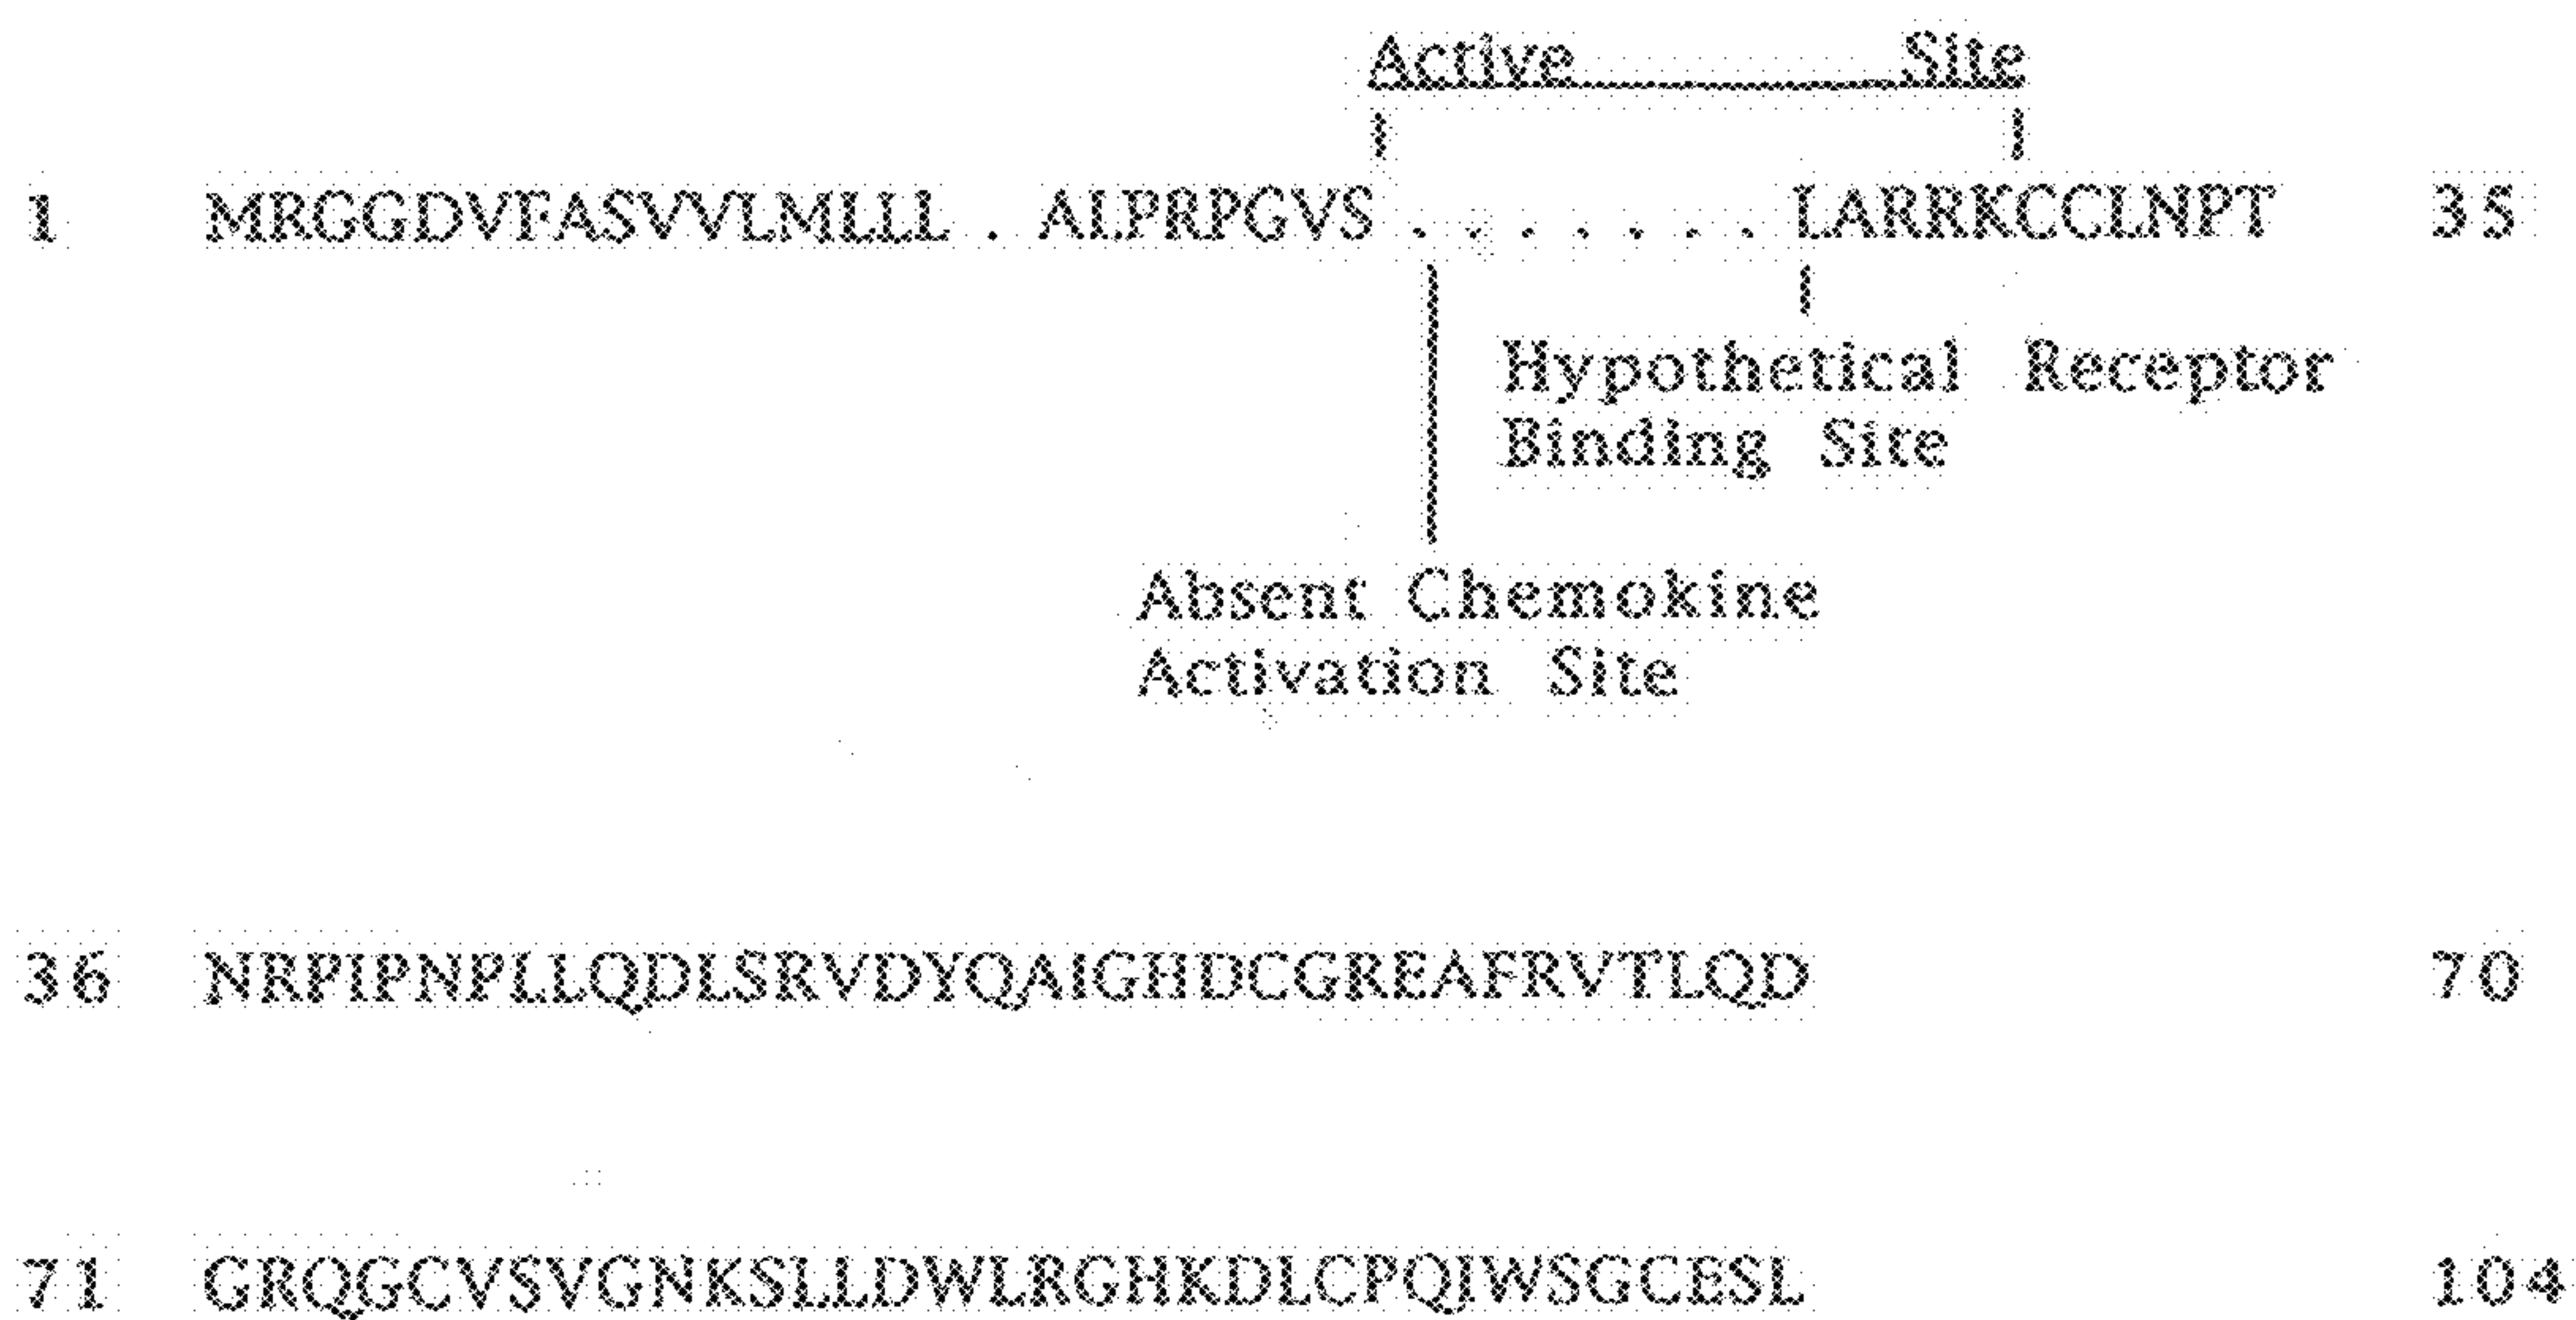 Active Site
1 MRGGDVFASVVLMLLL . ALPRPGVS . . . . . . . LARRKCCLNPT 35
Hypothetical Receptor
Binding Site
Absent Chemokine
Activation Site
36 NRPIPNPLLQDLSRVDYQAIGHDCGREAFRVTLQD 70
71 GRQGCVSVGNKSLLDWLRGHKDLCPQIWSGCESL 104